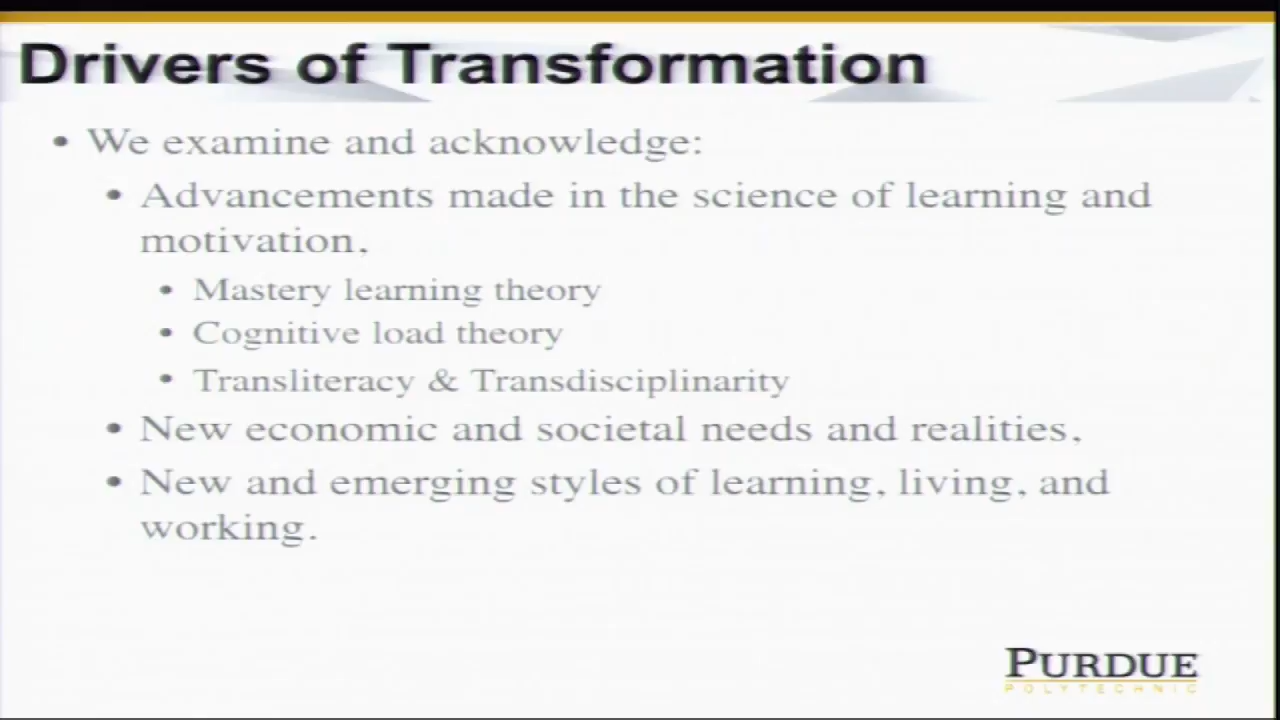 Drivers of Transformation
• We examine and acknowledge:
• Advancements made in the science of learning and
motivation,
• Mastery learning theory
• Cognitive load theory
• Transliteracy & Transdisciplinarity
• New economic and societal needs and realities,
• New and emerging styles of learning, living, and
working.
PURDUE
POLYTECHNIC